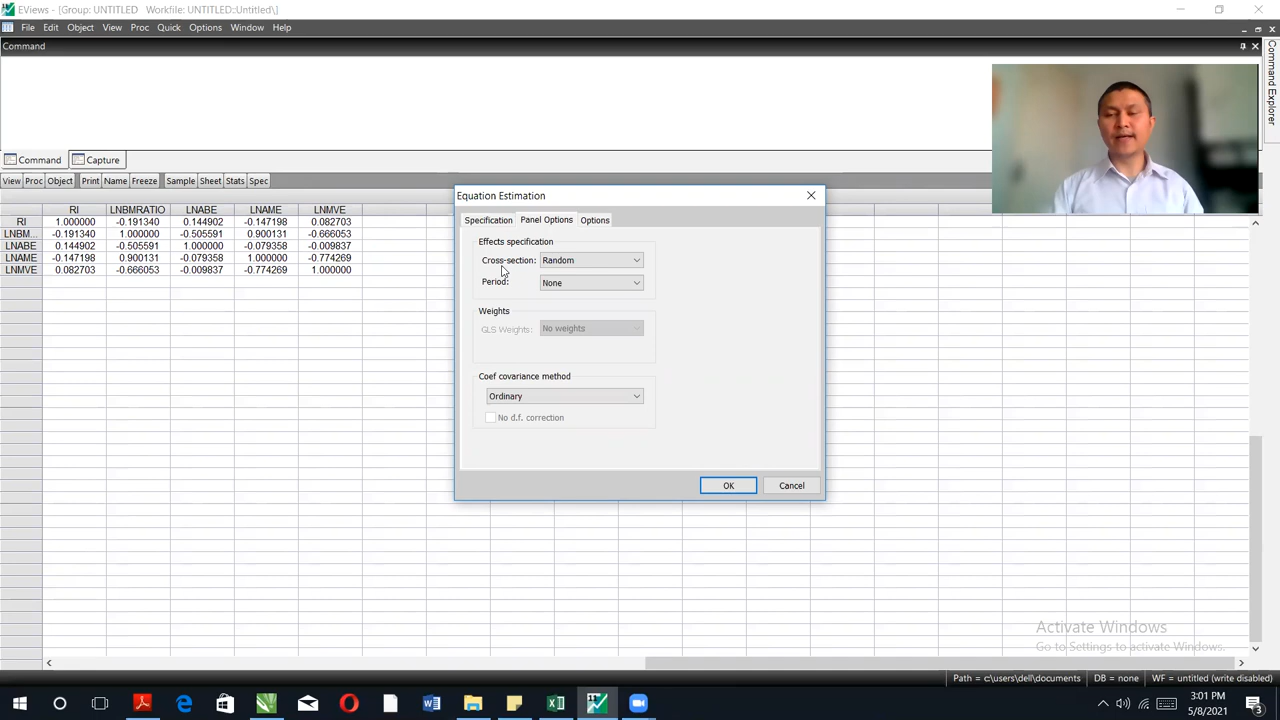 EViews - [Group: UNTITLED   Workfile: UNTITLED::Untitled\]
File Edit Object View Proc Quick Options Window Help
Command
Command Explorer
Command Capture
View Proc Object Print Name Freeze Sample Sheet Stats Spec
RI LNBMRATIO LNABE LNAME LNMVE
RI 1.000000 -0.191340 0.144902 -0.147198 0.082703
LNBM... -0.191340 1.000000 -0.505591 0.900131 -0.666053
LNABE 0.144902 -0.505591 1.000000 -0.079358 -0.009837
LNAME -0.147198 0.900131 -0.079358 1.000000 -0.774269
LNMVE 0.082703 -0.666053 -0.009837 -0.774269 1.000000
Equation Estimation
Specification Panel Options Options
Effects specification
Cross-section: Random
Period: None
Weights
GLS Weights: No weights
Coef covariance method
Ordinary
No d.f. correction
OK Cancel
Activate Windows
Go to Settings to activate Windows.
Path = c:\users\dell\documents DB = none WF = untitled (write disabled)
3:01 PM
5/8/2021
3